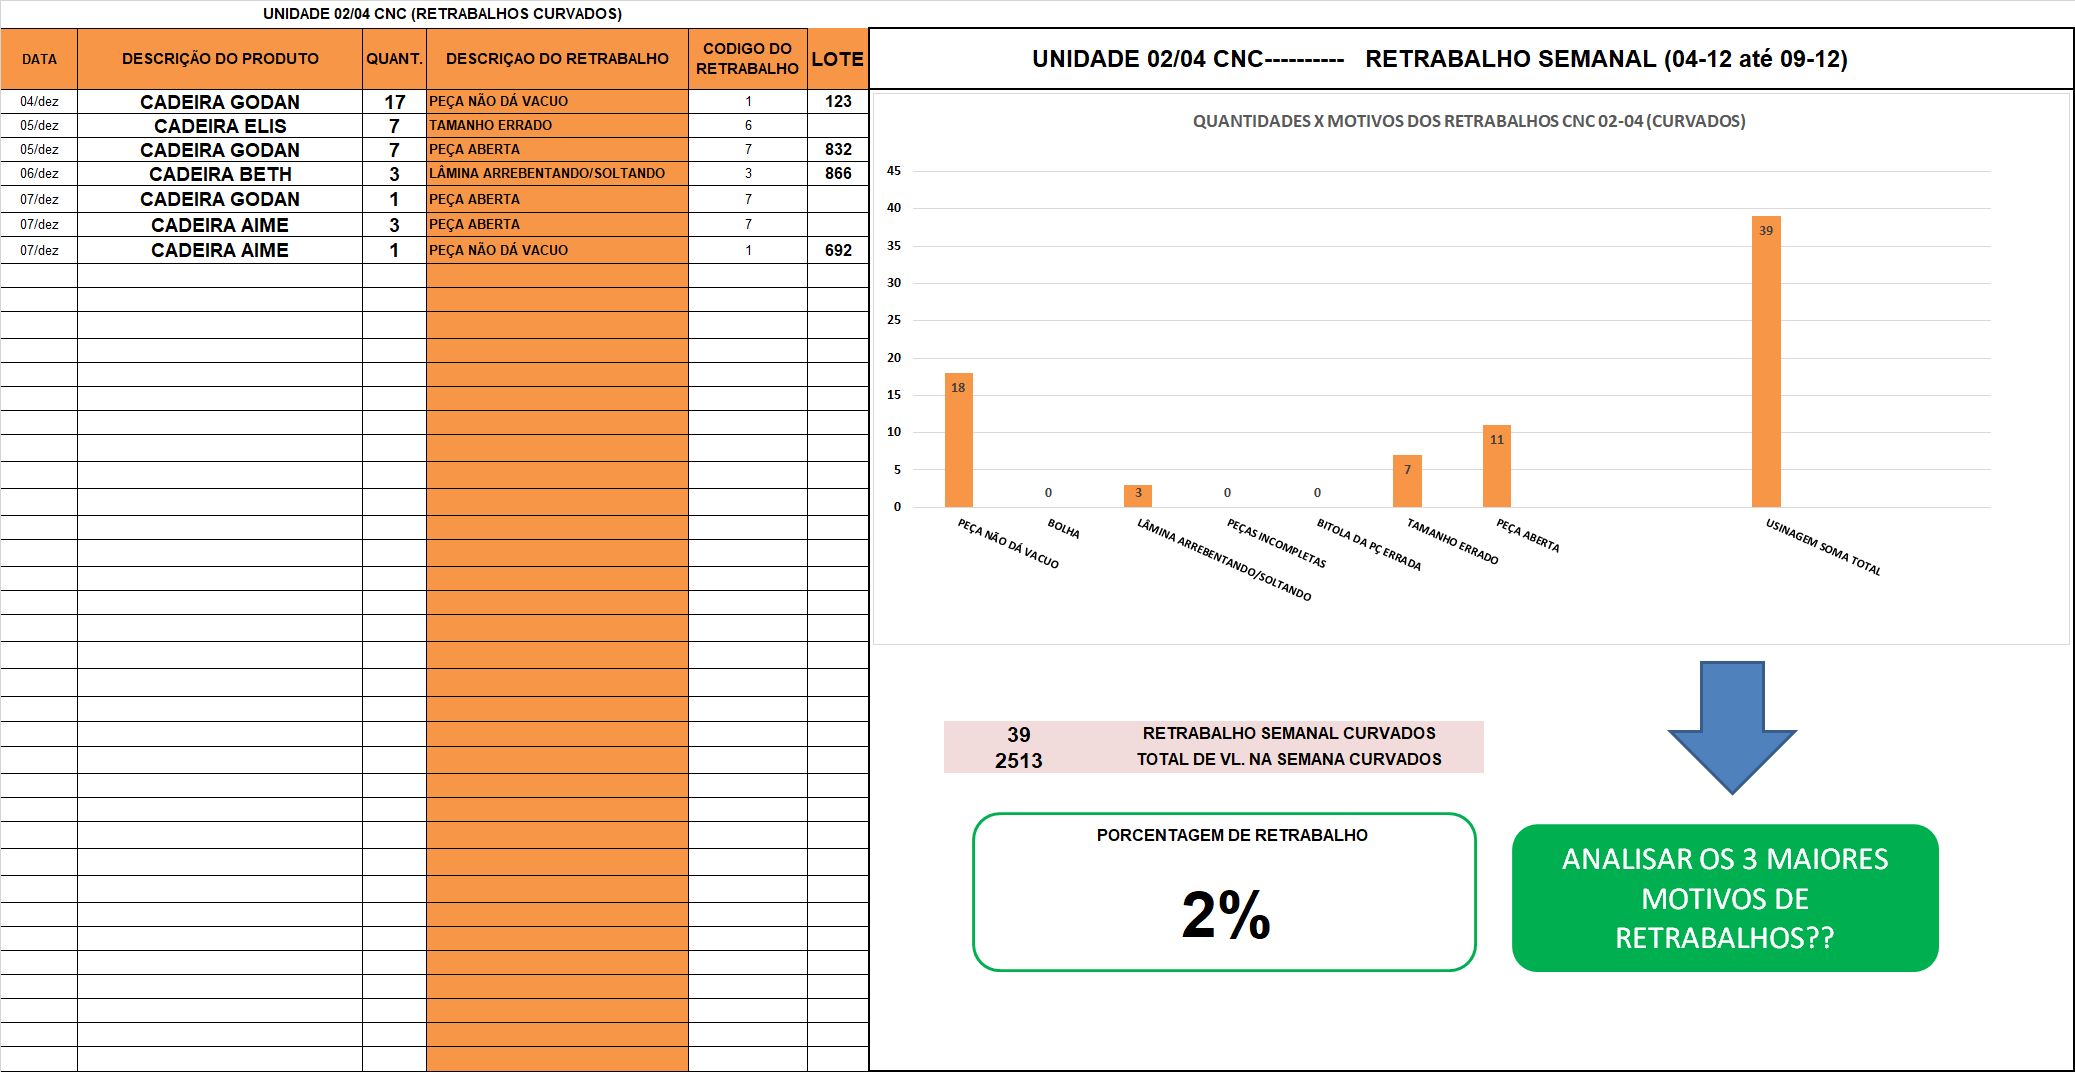 UNIDADE 02/04 CNC (RETRABALHOS CURVADOS)
DATA DESCRIÇÃO DO PRODUTO QUANT. DESCRIÇAO DO RETRABALHO CODIGO DO RETRABALHO LOTE
04/dez CADEIRA GODAN 17 PEÇA NÃO DÁ VACUO 1 123
05/dez CADEIRA ELIS 7 TAMANHO ERRADO 6
05/dez CADEIRA GODAN 7 PEÇA ABERTA 7 832
06/dez CADEIRA BETH 3 LÂMINA ARREBENTANDO/SOLTANDO 3 866
07/dez CADEIRA GODAN 1 PEÇA ABERTA 7
07/dez CADEIRA AIME 3 PEÇA ABERTA 7
07/dez CADEIRA AIME 1 PEÇA NÃO DÁ VACUO 1 692
UNIDADE 02/04 CNC---------- RETRABALHO SEMANAL (04-12 até 09-12)
QUANTIDADES X MOTIVOS DOS RETRABALHOS CNC 02-04 (CURVADOS)
45
40
35
30
25
20
15
10
5
0
18
0
3
0
0
7
11
39
PEÇA NÃO DÁ VACUO
BOLHA
LÂMINA ARREBENTANDO/SOLTANDO
PEÇAS INCOMPLETAS
BITOLA DA PÇ ERRADA
TAMANHO ERRADO
PEÇA ABERTA
USINAGEM SOMA TOTAL
39 RETRABALHO SEMANAL CURVADOS
2513 TOTAL DE VL. NA SEMANA CURVADOS
PORCENTAGEM DE RETRABALHO
2%
ANALISAR OS 3 MAIORES
MOTIVOS DE
RETRABALHOS??